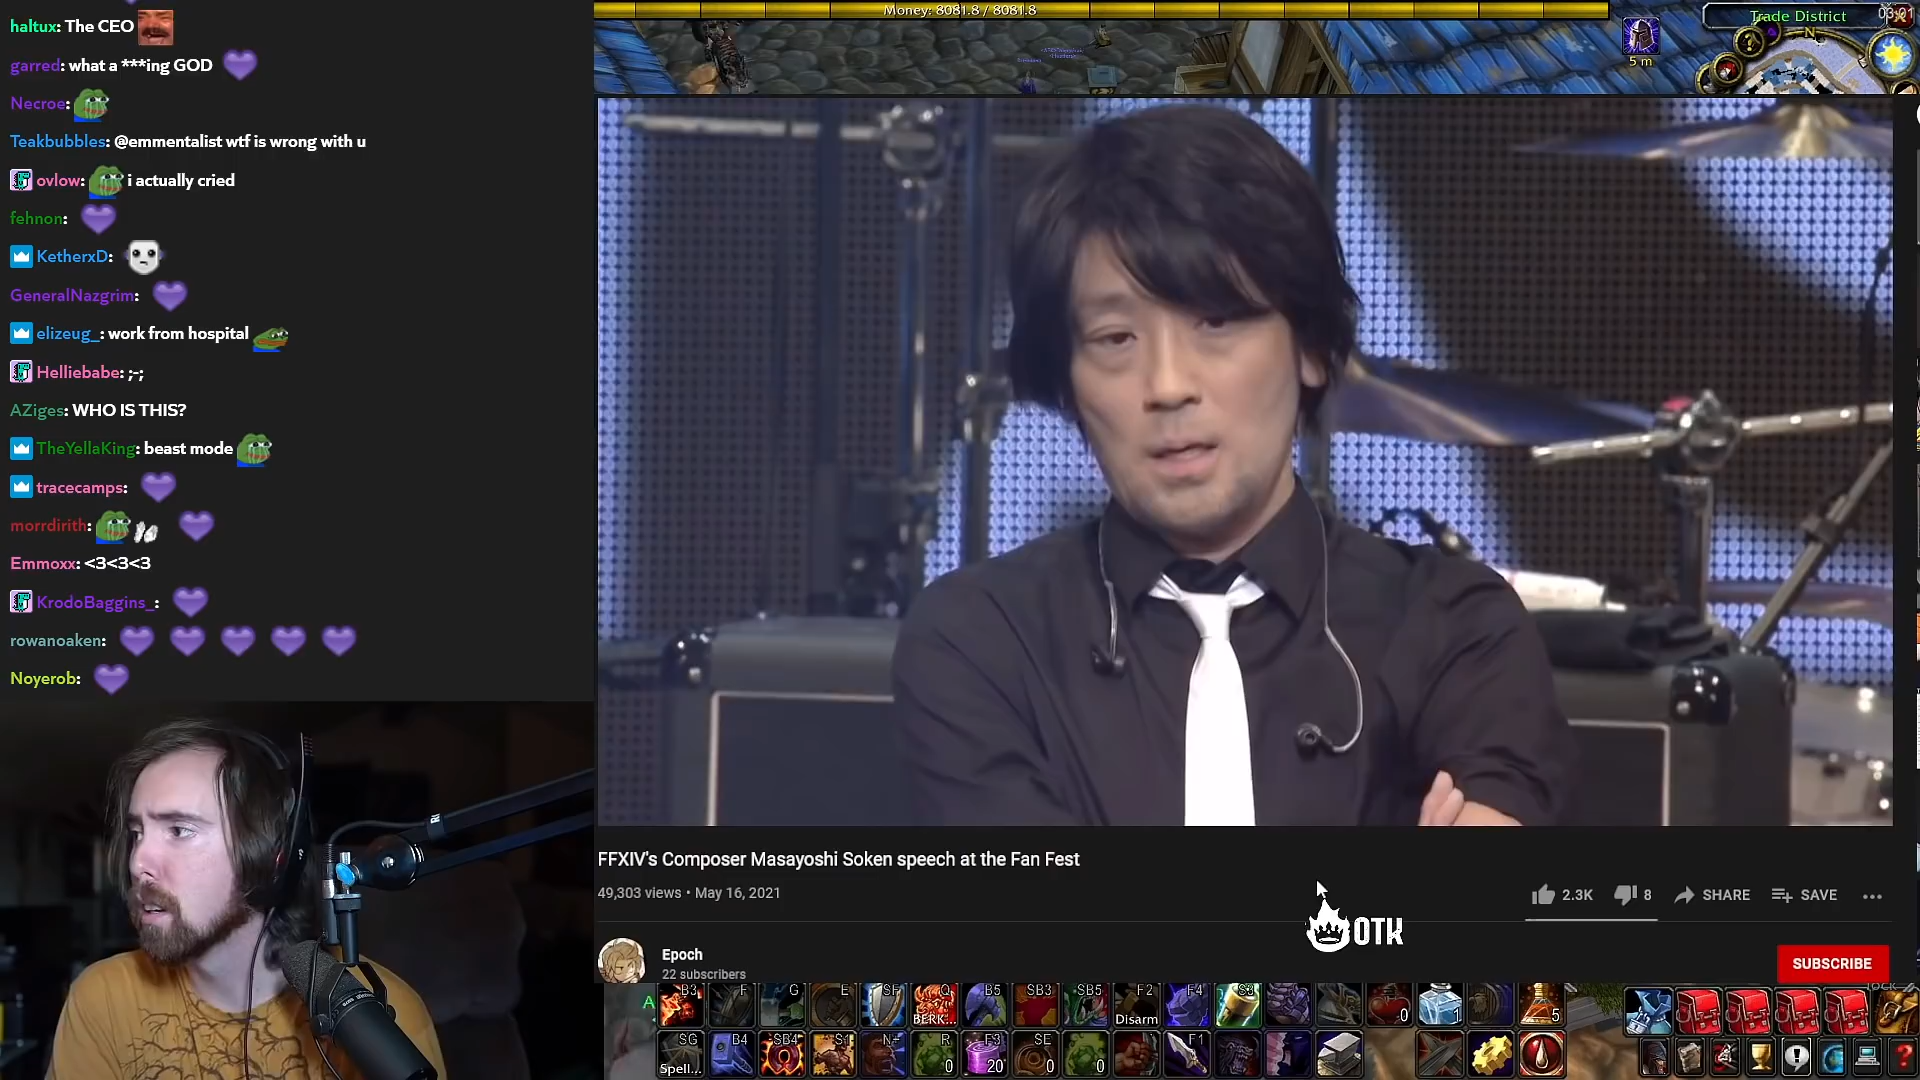 haltux: The CEO
garred: what a ***ing GOD
Necroe:
Teakbubbles: @emmentalist wtf is wrong with u
ovlow: i actually cried
fehnon:
KetherxD:
GeneralNazgrim:
elizeug_: work from hospital
Helliebabe: ;-;
AZiges: WHO IS THIS?
TheYellaKing: beast mode
tracecamps:
morrdirith:
Emmoxx: <3<3<3
KrodoBaggins_:
rowanoaken:
Noyerob:
Money: 8081.8 / 8081.8
5 m
Trade District
03:01
N
FFXIV's Composer Masayoshi Soken speech at the Fan Fest
49,303 views • May 16, 2021
2.3K
8
SHARE
SAVE
OTK
Epoch
22 subscribers
SUBSCRIBE
A
B3 F G E SF Q B5 SB3 SB5 F2 F4 S3
BERK... Disarm 0 1 5
SG B4 SB4 S1 N- R F3 SE F1
Spell... 0 20 0 0